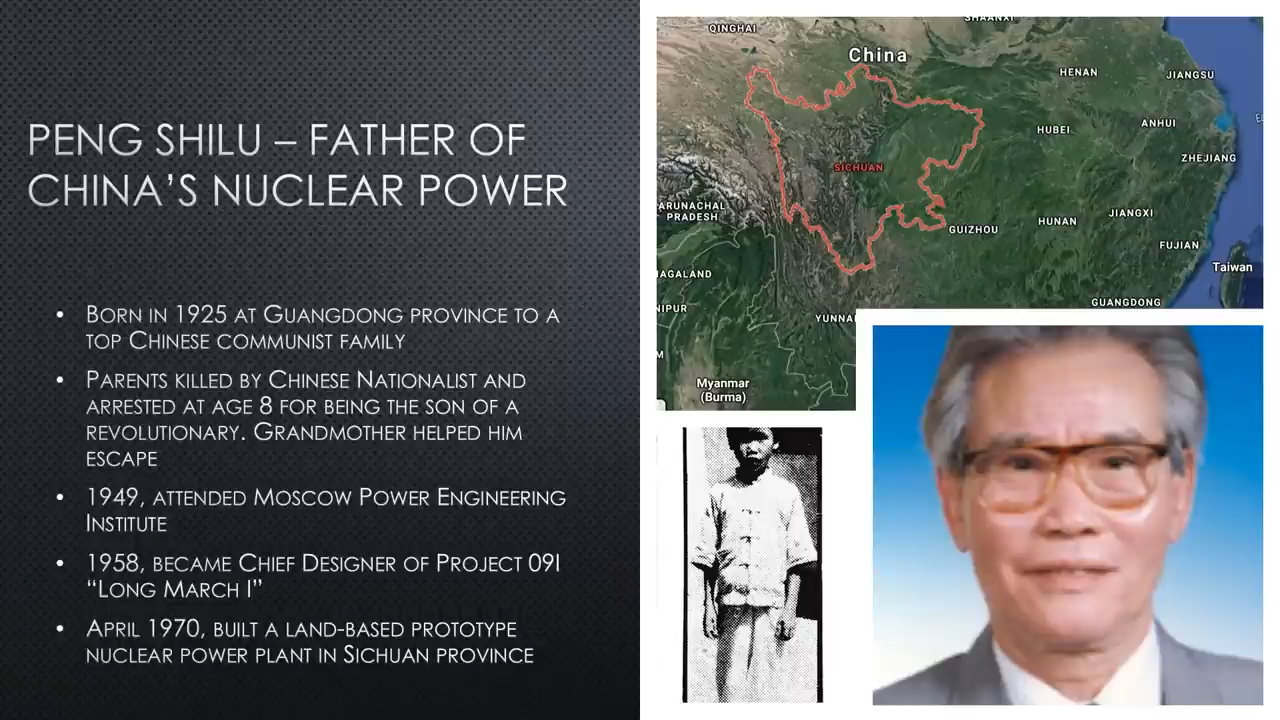 PENG SHILU – FATHER OF
CHINA'S NUCLEAR POWER
• BORN IN 1925 AT GUANGDONG PROVINCE TO A
TOP CHINESE COMMUNIST FAMILY
• PARENTS KILLED BY CHINESE NATIONALIST AND
ARRESTED AT AGE 8 FOR BEING THE SON OF A
REVOLUTIONARY. GRANDMOTHER HELPED HIM
ESCAPE
• 1949, ATTENDED MOSCOW POWER ENGINEERING
INSTITUTE
• 1958, BECAME CHIEF DESIGNER OF PROJECT 09I
“LONG MARCH I”
• APRIL 1970, BUILT A LAND-BASED PROTOTYPE
NUCLEAR POWER PLANT IN SICHUAN PROVINCE
SHAANXI
QINGHAI
China
HENAN
JIANGSU
HUBEI
ANHUI
ZHEJIANG
SICHUAN
ARUNACHAL
PRADESH
HUNAN
JIANGXI
GUIZHOU
FUJIAN
Taiwan
AGALAND
GUANGDONG
NIPUR
YUNNA
M
Myanmar
(Burma)